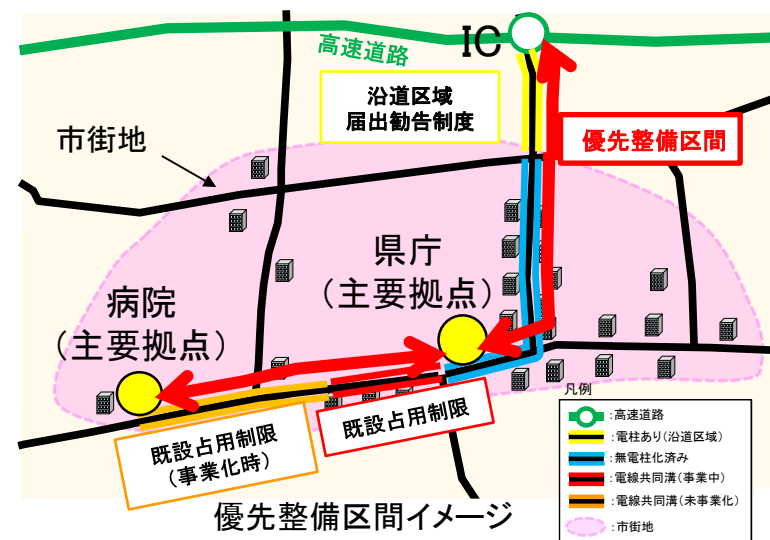 IC
高速道路
沿道区域
届出勧告制度
優先整備区間
市街地
県庁
(主要拠点)
病院
(主要拠点)
既設占用制限
(事業化時)
既設占用制限
凡例
:高速道路
:電柱あり(沿道区域)
:無電柱化済み
:電線共同溝(事業中)
:電線共同溝(未事業化)
:市街地
優先整備区間イメージ